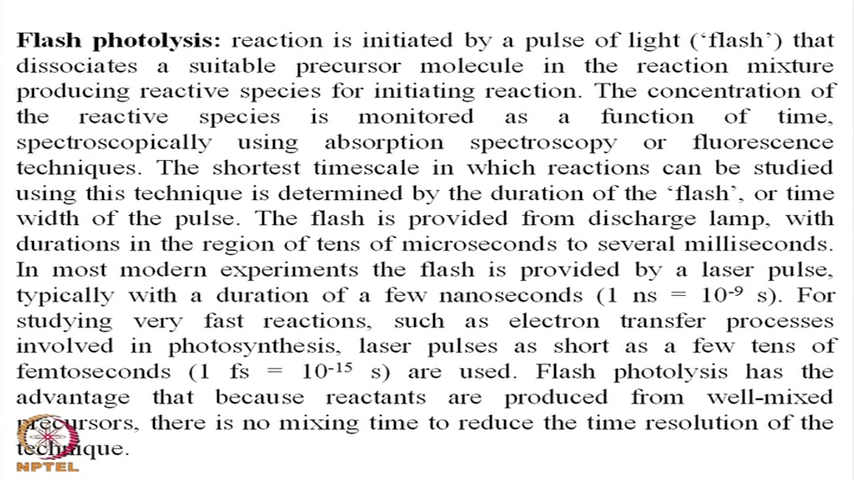 Flash photolysis: reaction is initiated by a pulse of light (‘flash’) that
dissociates a suitable precursor molecule in the reaction mixture
producing reactive species for initiating reaction. The concentration of
the reactive species is monitored as a function of time,
spectroscopically using absorption spectroscopy or fluorescence
techniques. The shortest timescale in which reactions can be studied
using this technique is determined by the duration of the ‘flash’, or time
width of the pulse. The flash is provided from discharge lamp, with
durations in the region of tens of microseconds to several milliseconds.
In most modern experiments the flash is provided by a laser pulse,
typically with a duration of a few nanoseconds (1 ns = 10⁻⁹ s). For
studying very fast reactions, such as electron transfer processes
involved in photosynthesis, laser pulses as short as a few tens of
femtoseconds (1 fs = 10⁻¹⁵ s) are used. Flash photolysis has the
advantage that because reactants are produced from well-mixed
precursors, there is no mixing time to reduce the time resolution of the
technique.
NPTEL